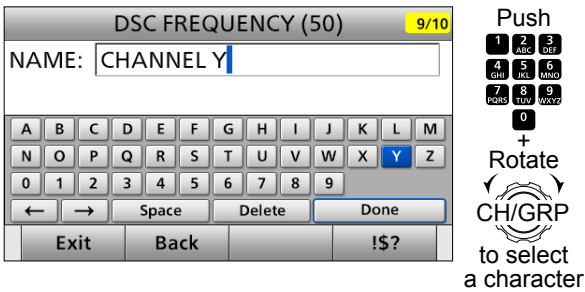 DSC FREQUENCY (50) 9/10
NAME: CHANNEL Y
A B C D E F G H I J K L M
N O P Q R S T U V W X Y Z
0 1 2 3 4 5 6 7 8 9
← → Space Delete Done
Exit Back !$?
Push
1 2 ABC 3 DEF
4 GHI 5 JKL 6 MNO
7 PQRS 8 TUV 9 WXYZ
0
+
Rotate
CH/GRP
to select
a character